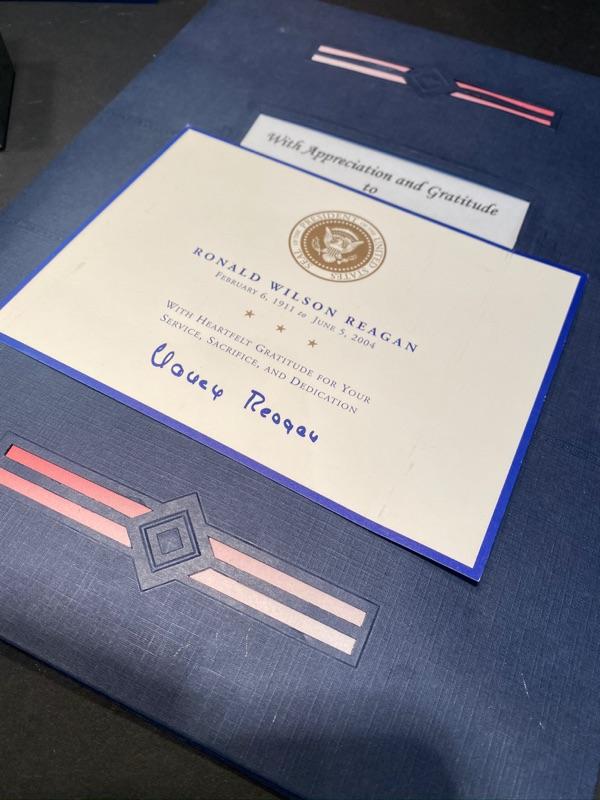 With Appreciation and Gratitude
to
SEAL OF THE PRESIDENT OF THE UNITED STATES
RONALD WILSON REAGAN
FEBRUARY 6, 1911 to JUNE 5, 2004
WITH HEARTFELT GRATITUDE FOR YOUR
SERVICE, SACRIFICE, AND DEDICATION
Nancy Reagan